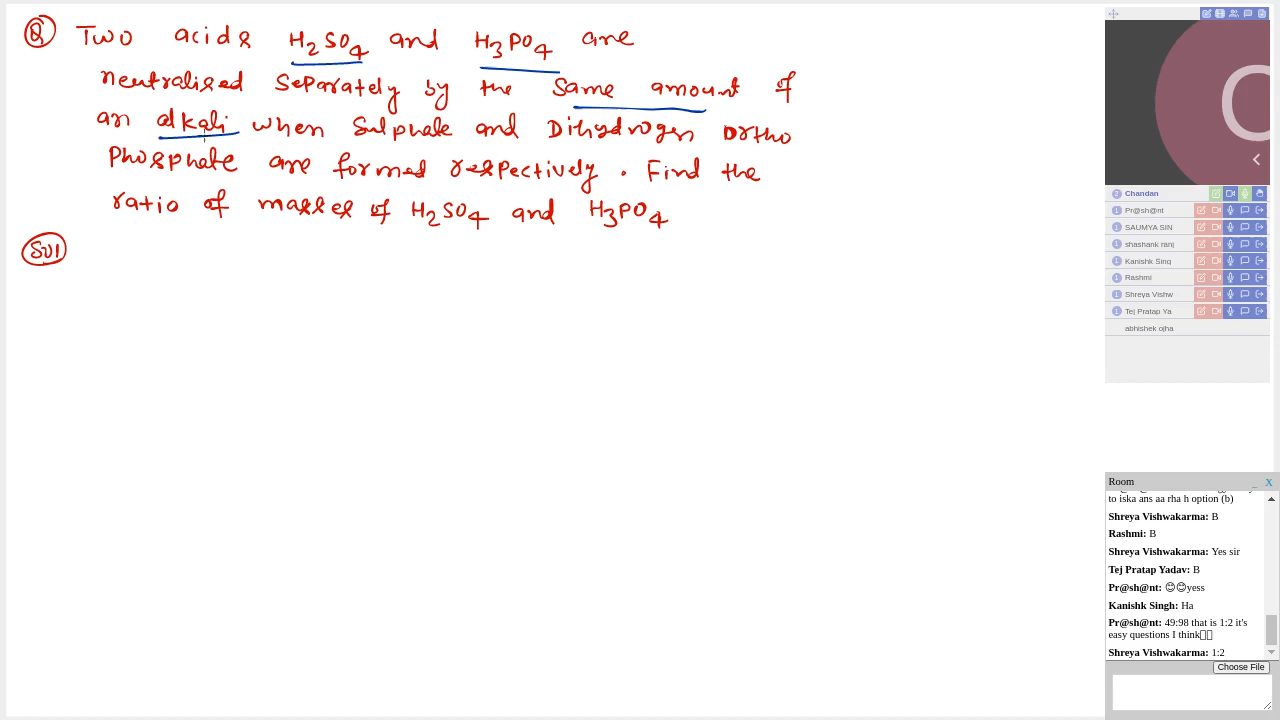 Q Two acids H2SO4 and H3PO4 are
neutralised separately by the same amount of
an alkali when Sulphate and Dihydrogen ortho
Phosphate are formed respectively . Find the
ratio of masses of H2SO4 and H3PO4
Sol
C
Chandan
Pr@sh@nt
SAUMYA SIN
shashank ranj
Kanishk Sing
Rashmi
Shreya Vishw
Tej Pratap Ya
abhishek ojha
Room
_ X
to iska ans aa rha h option (b)
Shreya Vishwakarma: B
Rashmi: B
Shreya Vishwakarma: Yes sir
Tej Pratap Yadav: B
Pr@sh@nt: 😊😊yess
Kanishk Singh: Ha
Pr@sh@nt: 49:98 that is 1:2 it's
easy questions I think
Shreya Vishwakarma: 1:2
Choose File